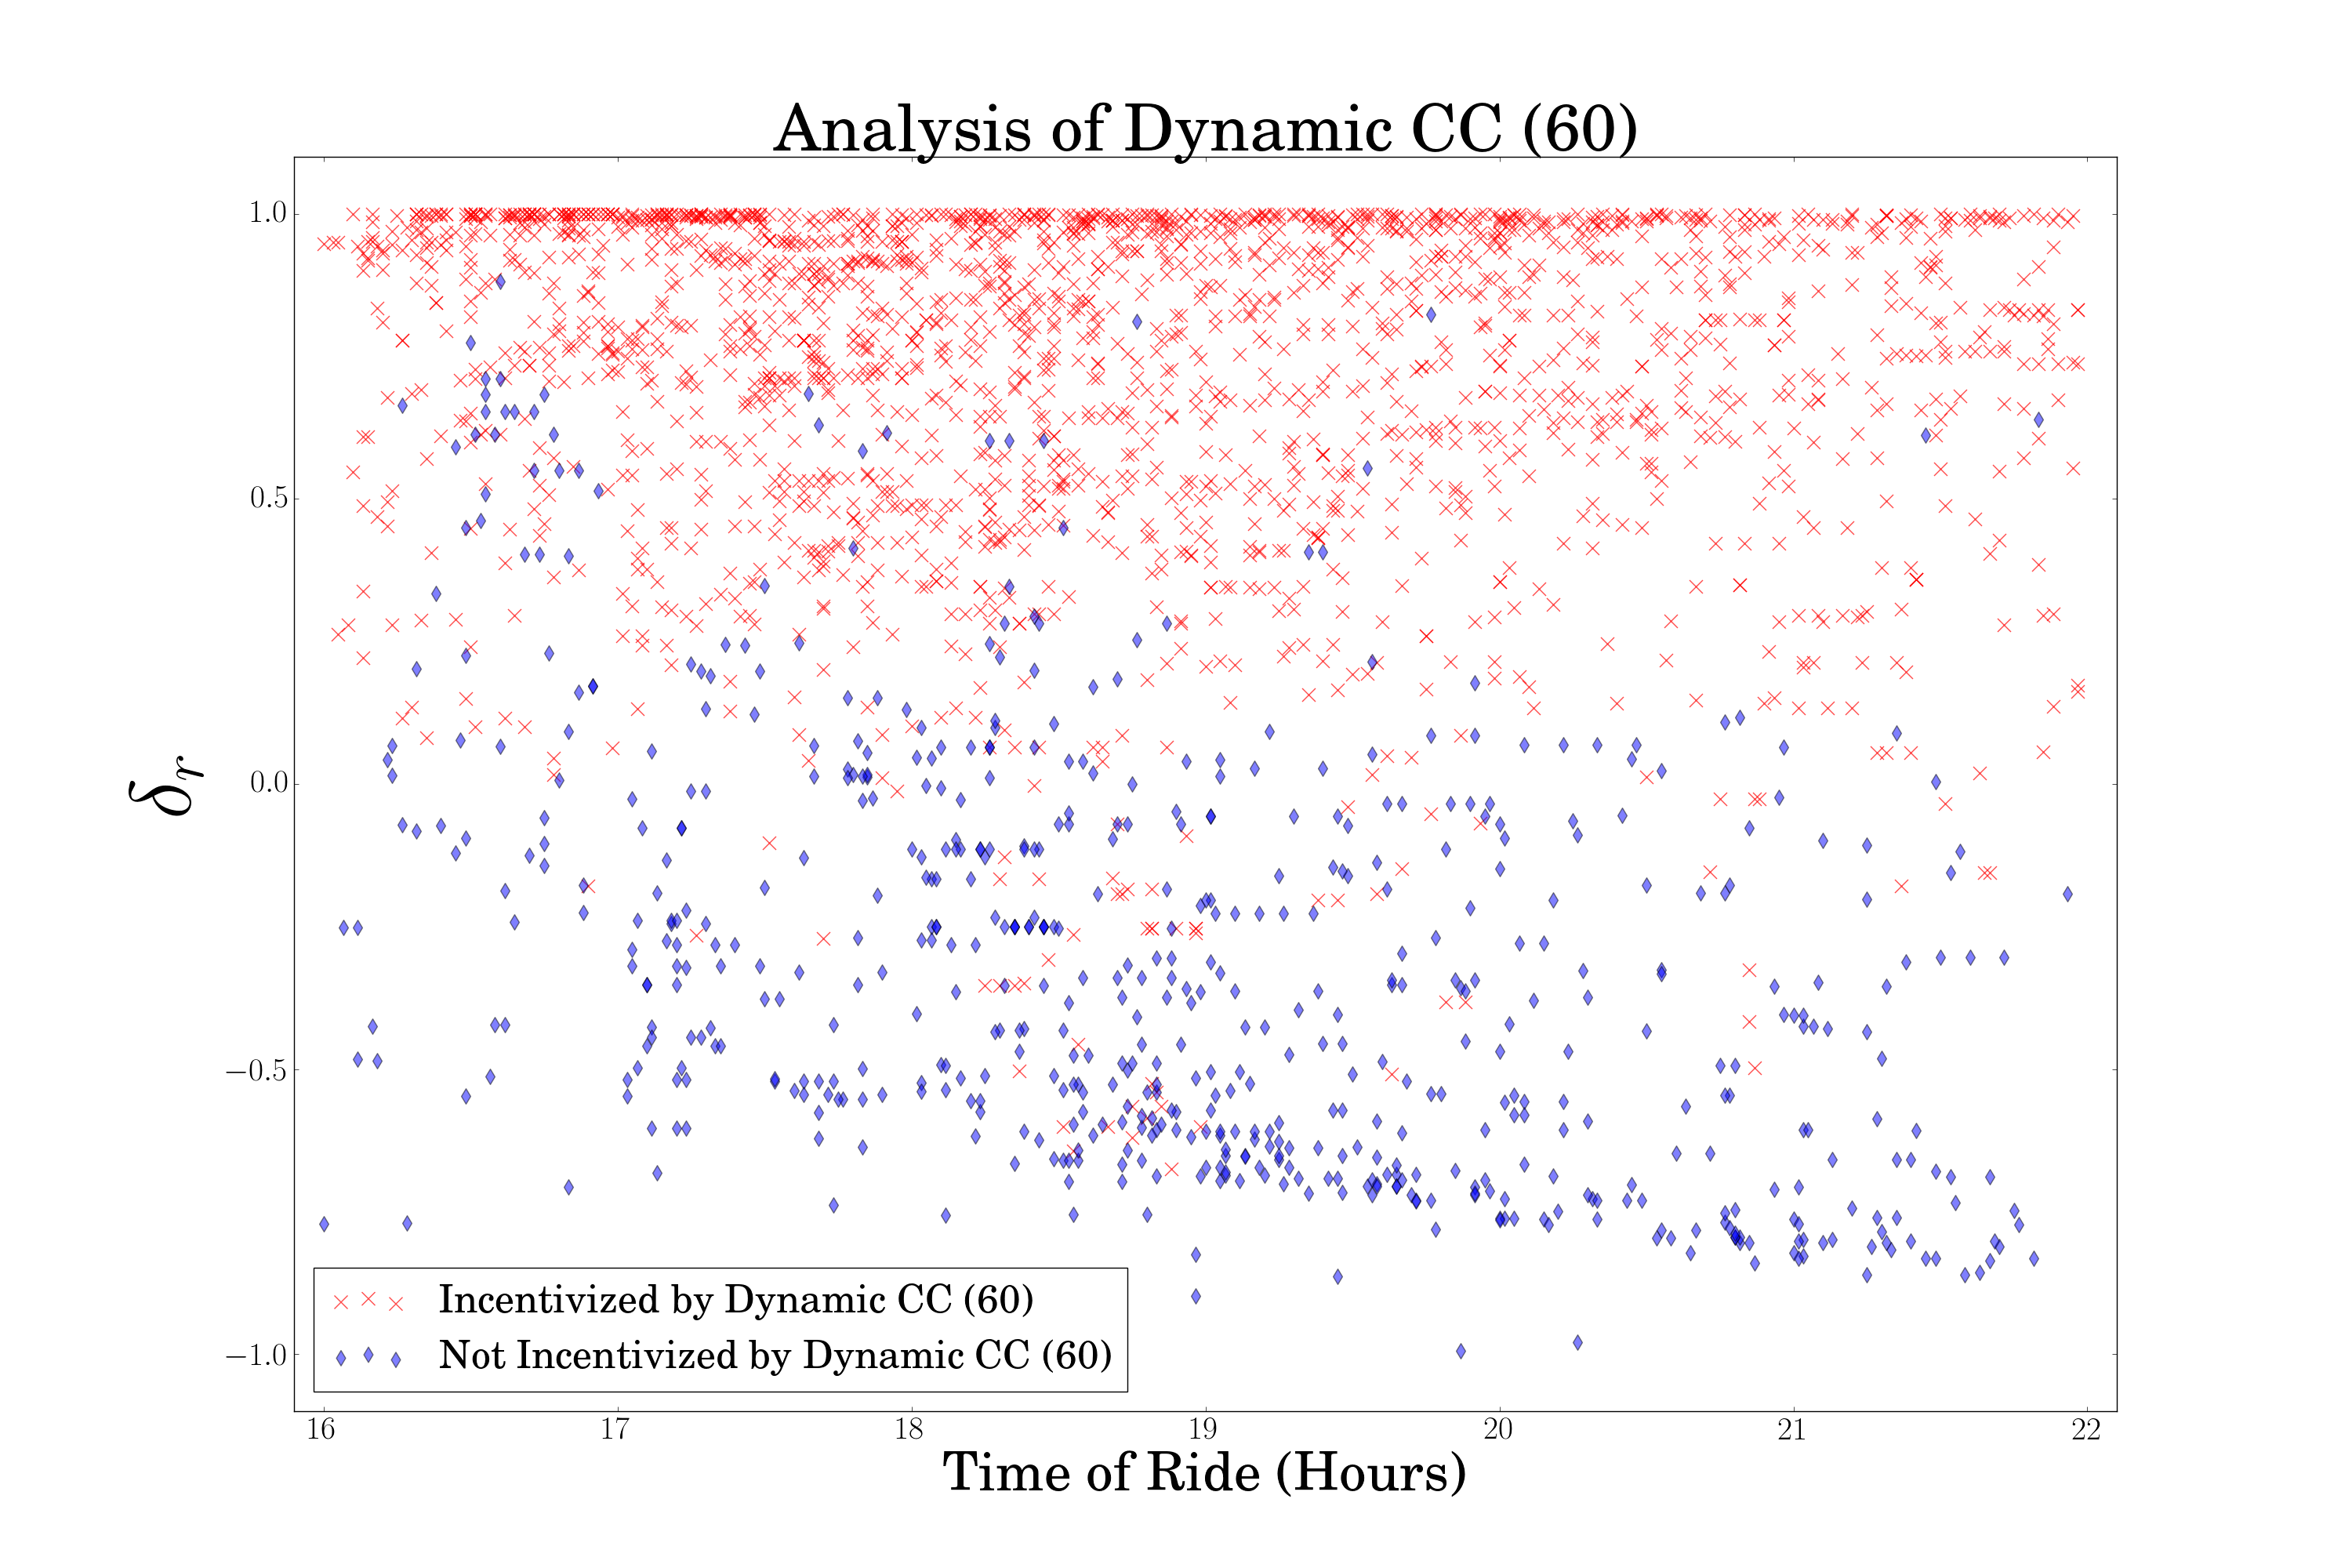 Analysis of Dynamic CC (60)
1.0
0.5
0.0
−0.5
−1.0
δr
Incentivized by Dynamic CC (60)
Not Incentivized by Dynamic CC (60)
16 17 18 19 20 21 22
Time of Ride (Hours)